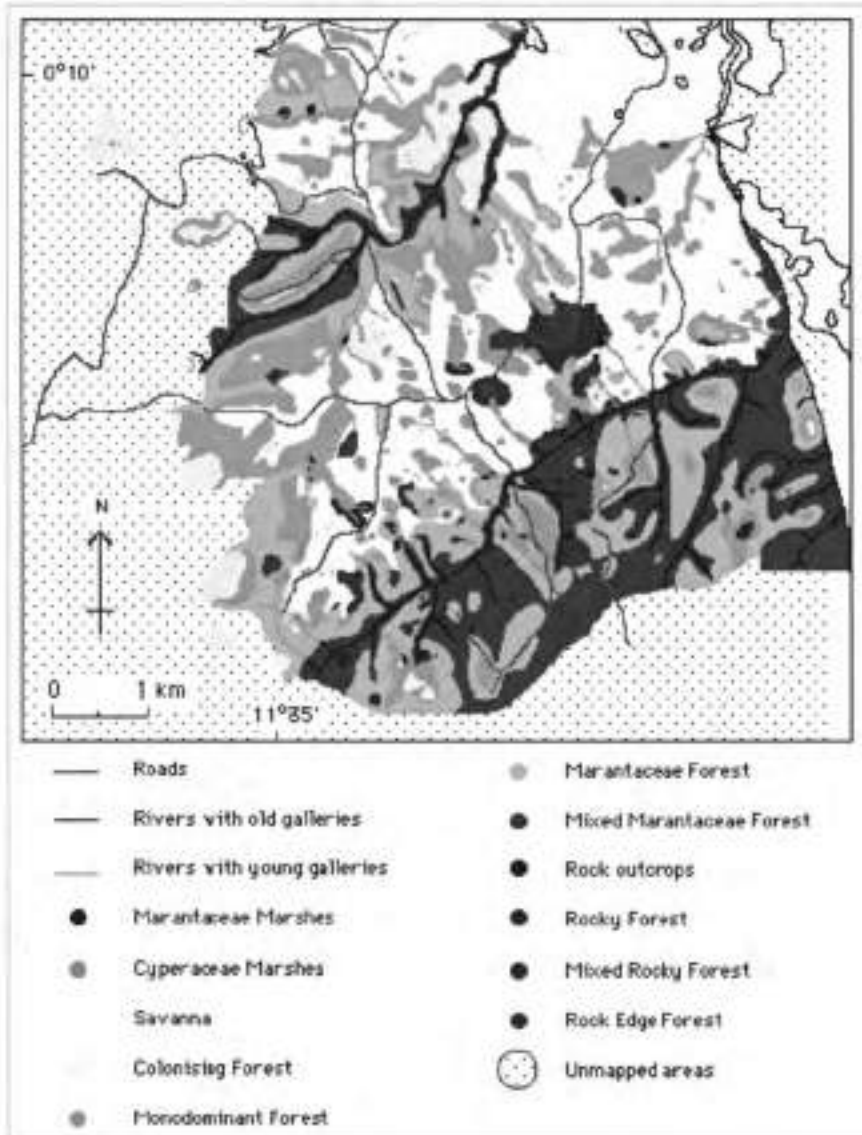 0°10'
N
0 1 km
11°35'
Roads
Rivers with old galleries
Rivers with young galleries
Marantaceae Marshes
Cyperaceae Marshes
Savanna
Colonising Forest
Monodominant Forest
Marantaceae Forest
Mixed Marantaceae Forest
Rock outcrops
Rocky Forest
Mixed Rocky Forest
Rock Edge Forest
Unmapped areas